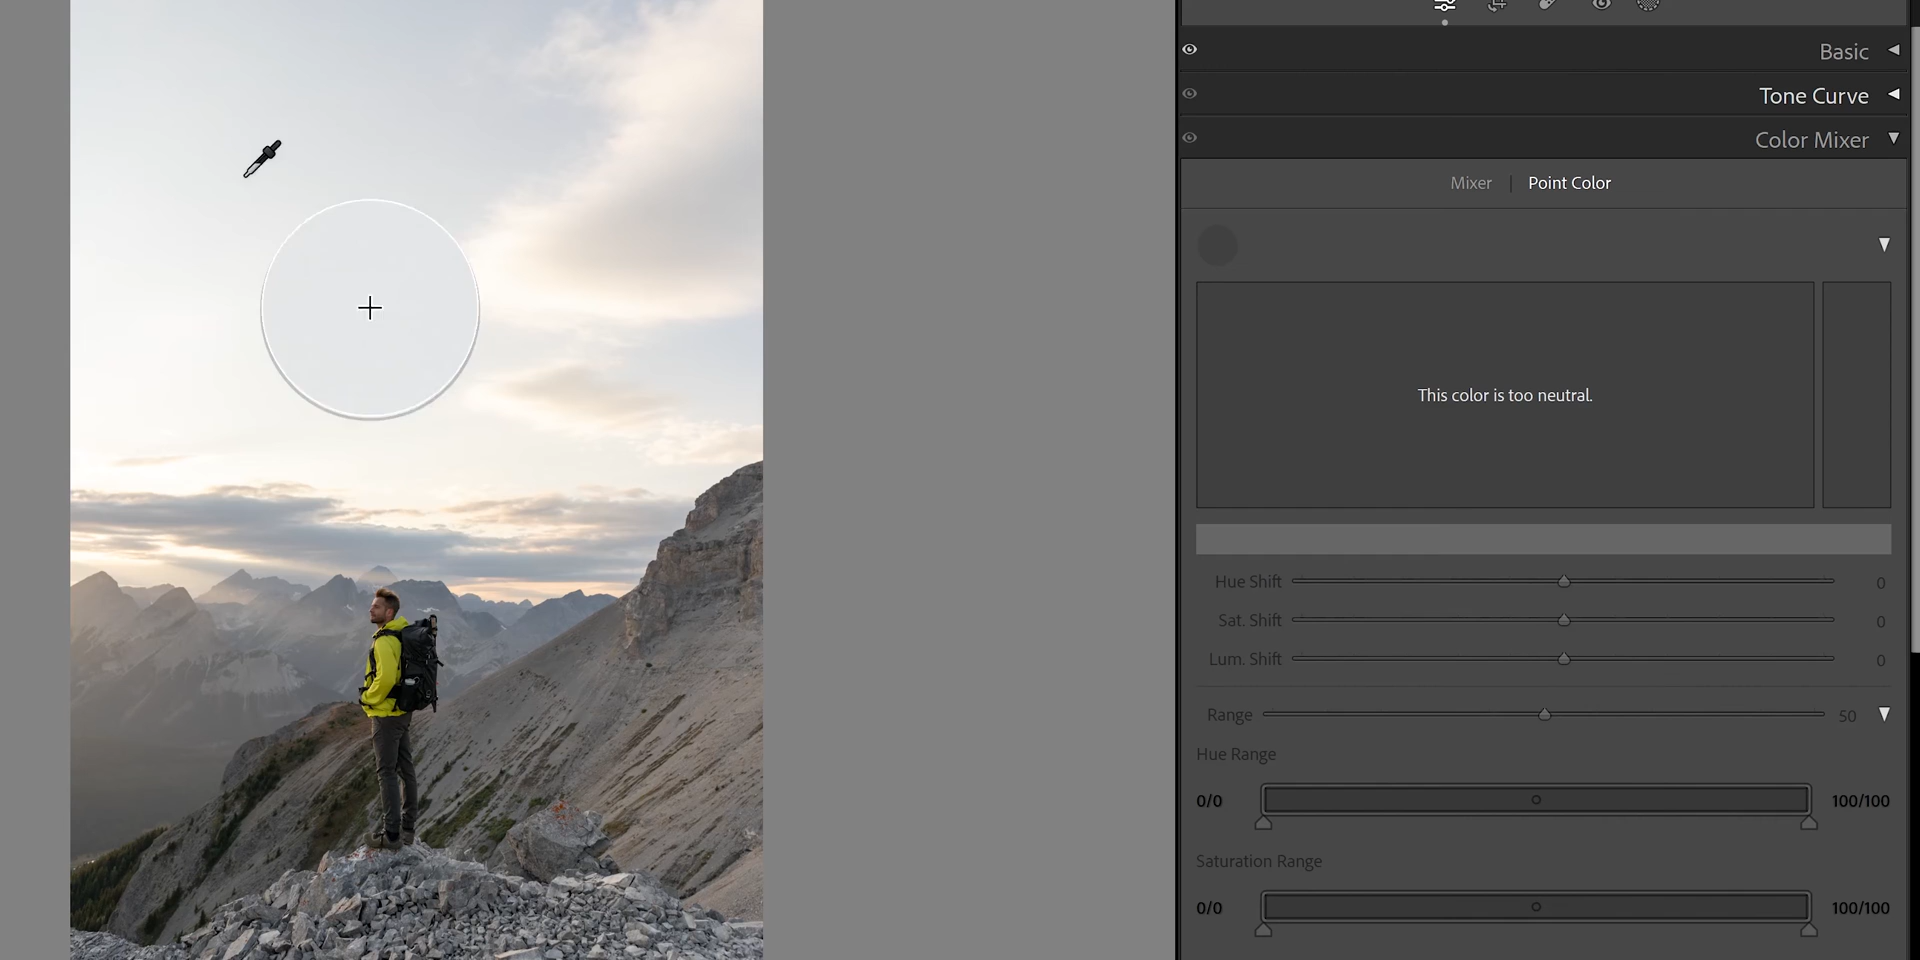 Basic
Tone Curve
Color Mixer
Mixer | Point Color
This color is too neutral.
Hue Shift 0
Sat. Shift 0
Lum. Shift 0
Range 50
Hue Range
0/0 100/100
Saturation Range
0/0 100/100